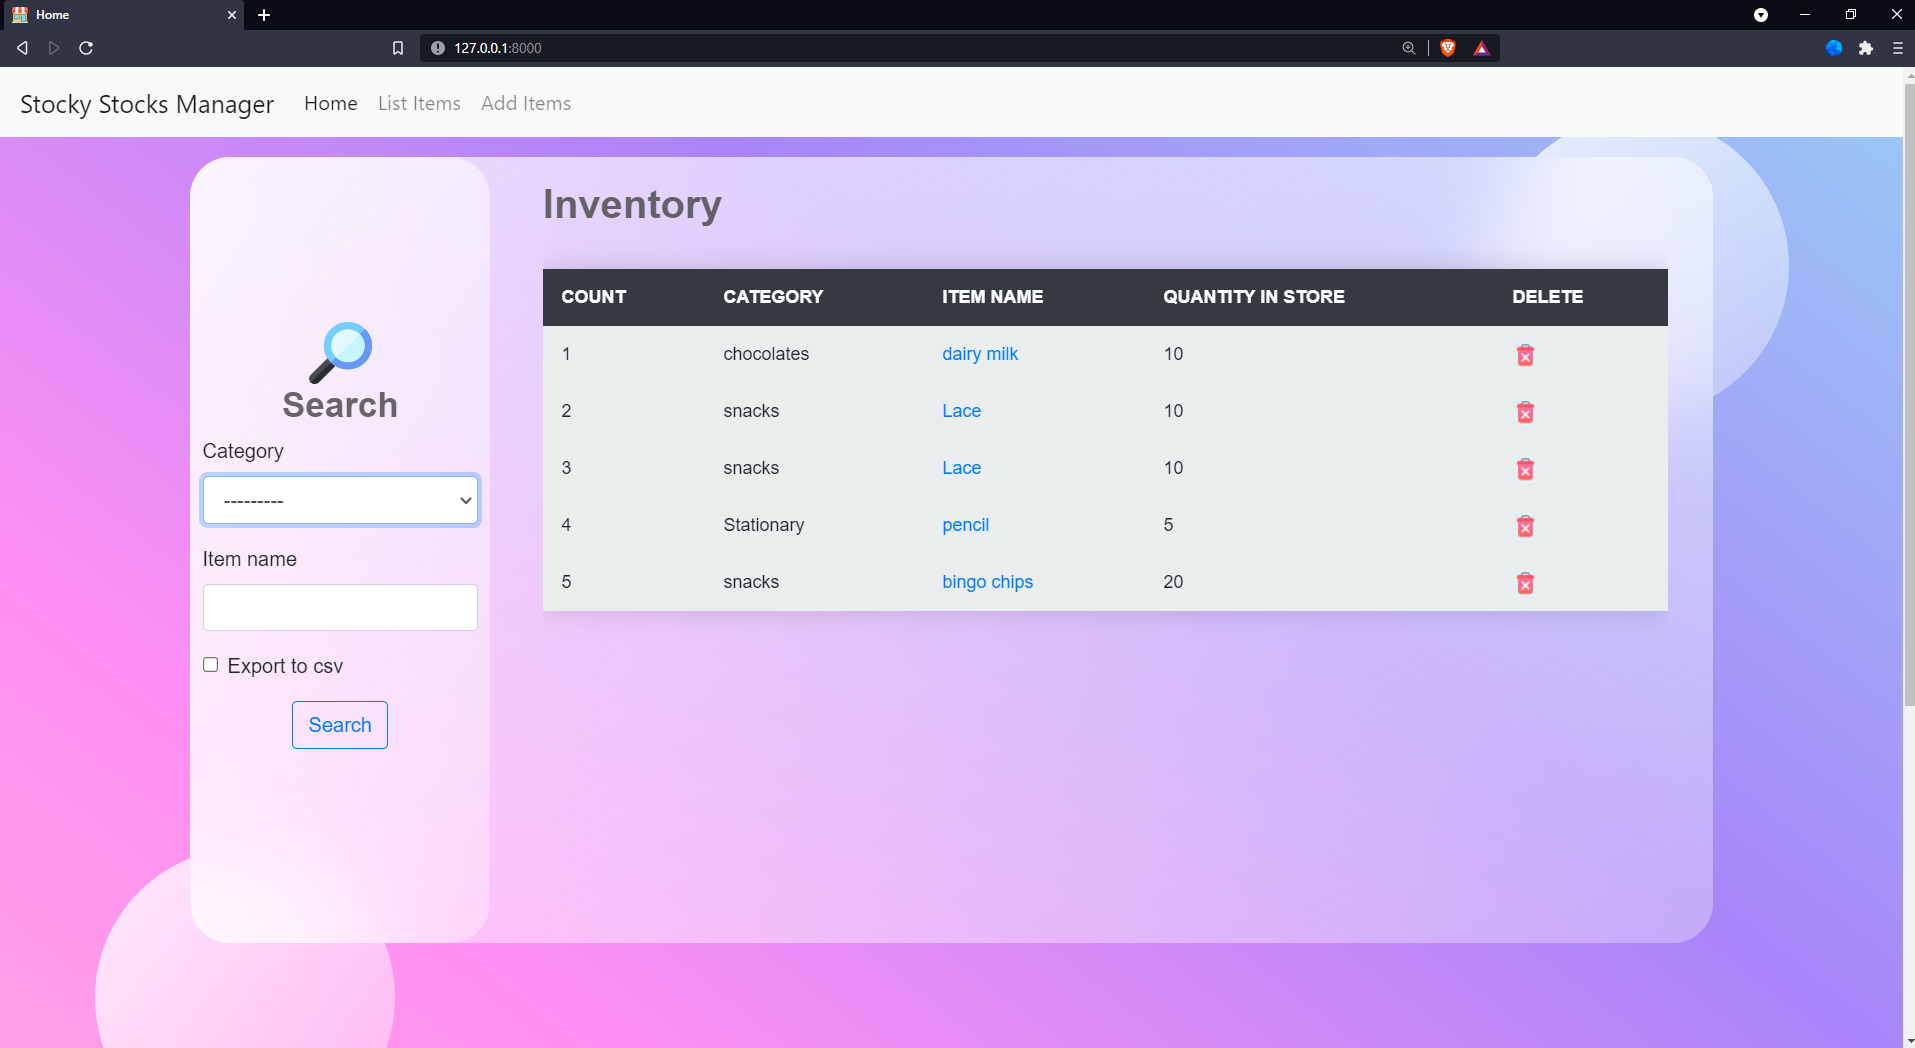 Home
127.0.0.1:8000
Stocky Stocks Manager Home List Items Add Items
Search
Category
---------
Item name
Export to csv
Search
Inventory
COUNT CATEGORY ITEM NAME QUANTITY IN STORE DELETE
1 chocolates dairy milk 10
2 snacks Lace 10
3 snacks Lace 10
4 Stationary pencil 5
5 snacks bingo chips 20